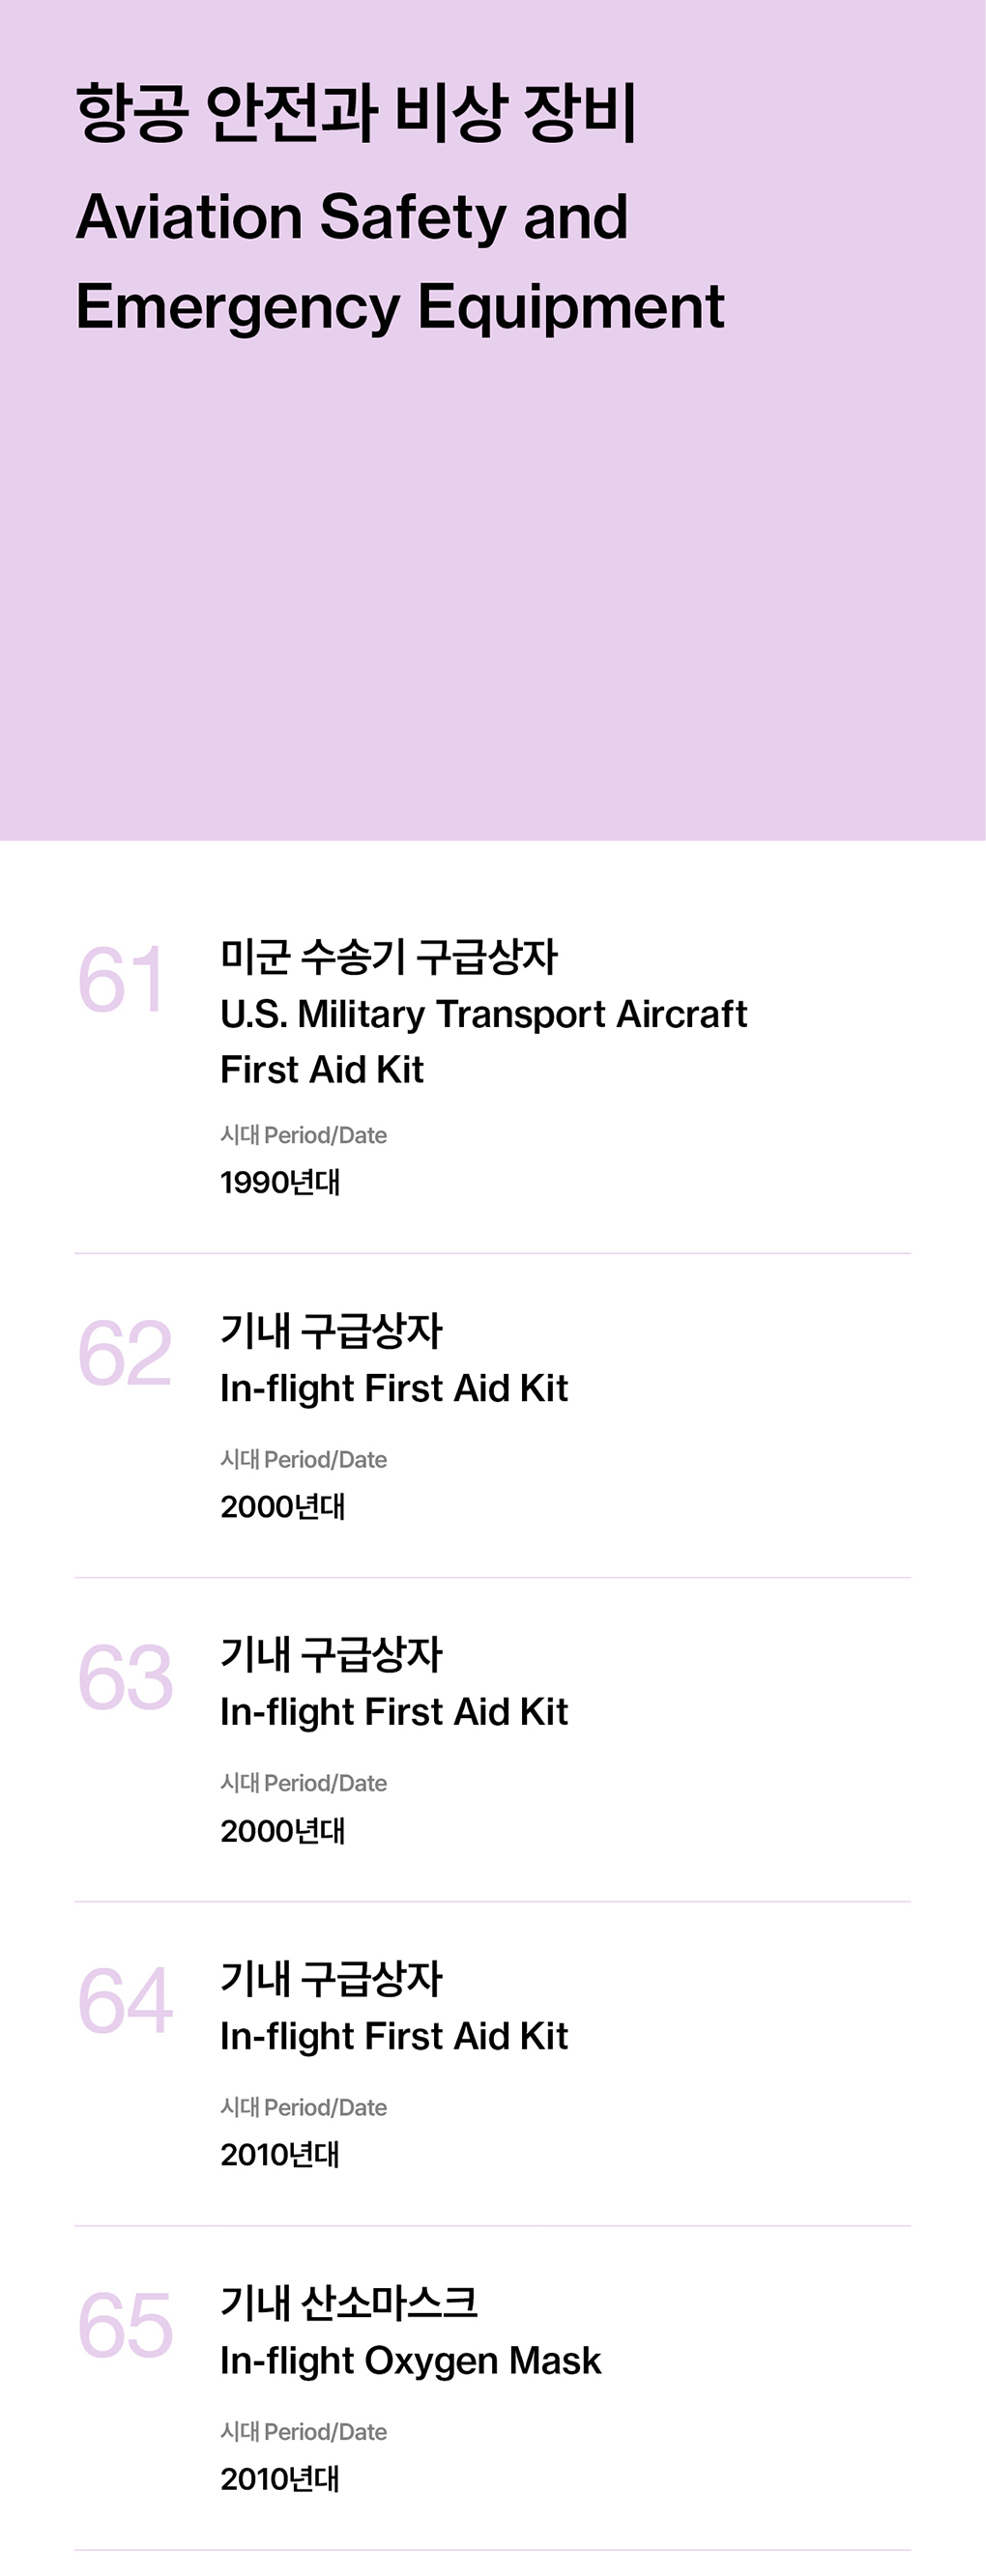 항공 안전과 비상 장비
Aviation Safety and
Emergency Equipment
61
미군 수송기 구급상자
U.S. Military Transport Aircraft
First Aid Kit
시대 Period/Date
1990년대
62
기내 구급상자
In-flight First Aid Kit
시대 Period/Date
2000년대
63
기내 구급상자
In-flight First Aid Kit
시대 Period/Date
2000년대
64
기내 구급상자
In-flight First Aid Kit
시대 Period/Date
2010년대
65
기내 산소마스크
In-flight Oxygen Mask
시대 Period/Date
2010년대